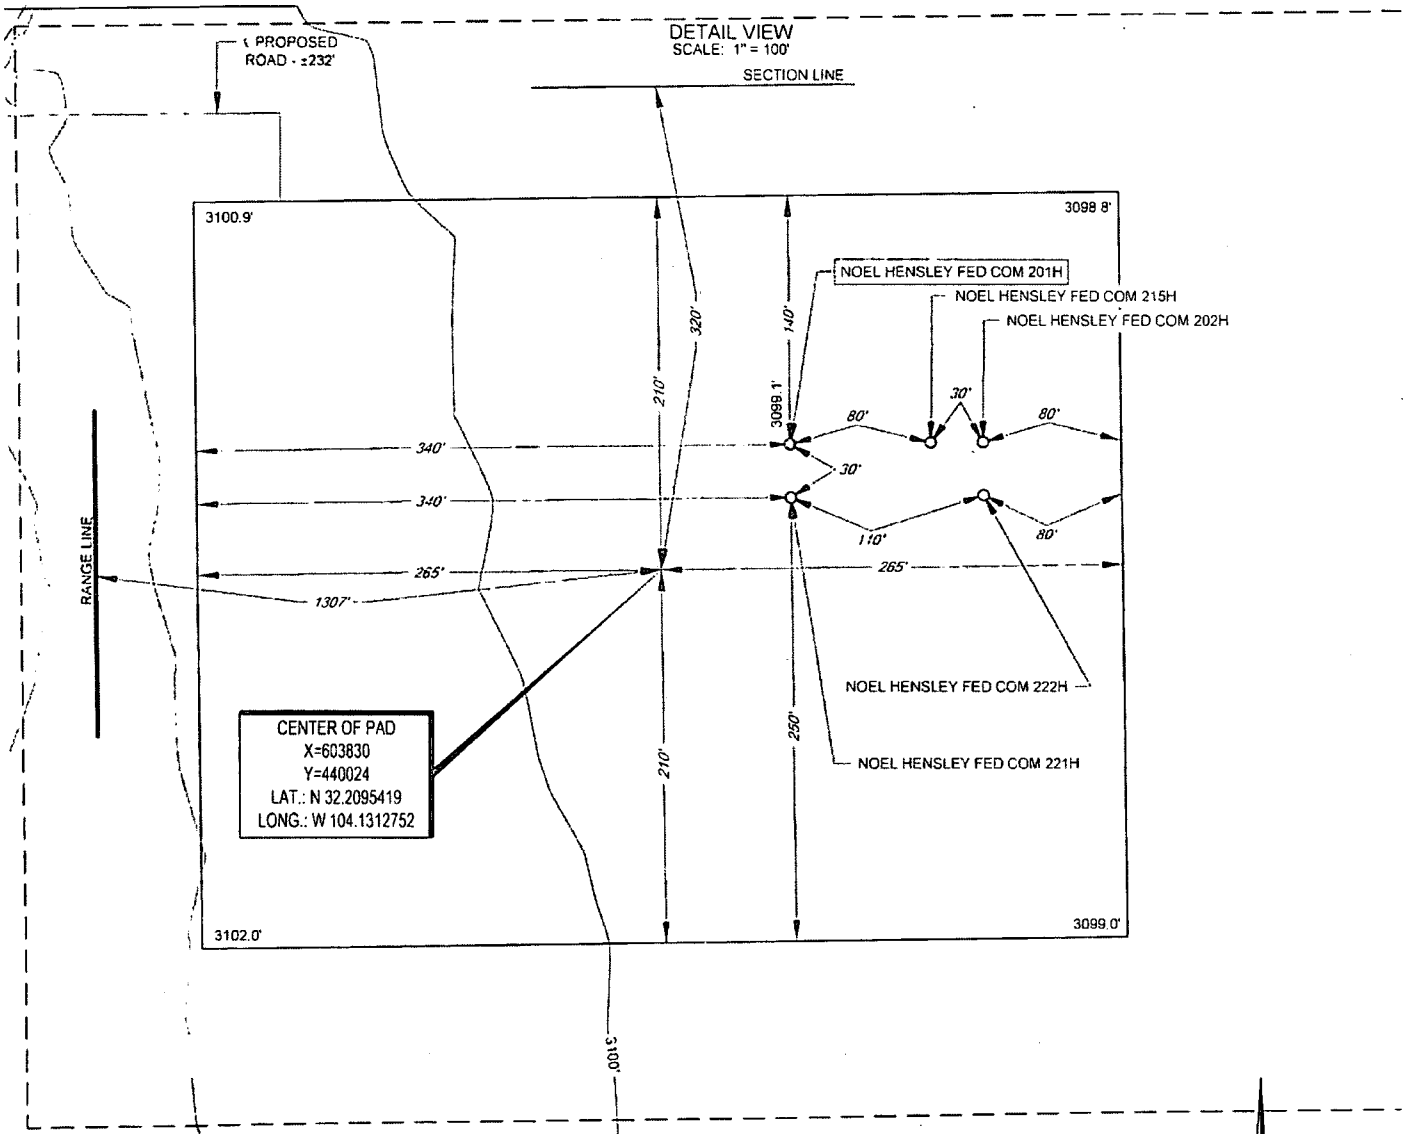 DETAIL VIEW
SCALE: 1" = 100'
PROPOSED
ROAD - ±232'
SECTION LINE
3100.9'
3098.8'
NOEL HENSLEY FED COM 201H
NOEL HENSLEY FED COM 215H
NOEL HENSLEY FED COM 202H
320'
140'
210'
3099.1'
30'
80'
80'
340'
30'
340'
110'
80'
RANGE LINE
265'
265'
1307'
NOEL HENSLEY FED COM 222H
CENTER OF PAD
X=603830
Y=440024
LAT.: N 32.2095419
LONG.: W 104.1312752
210'
250'
NOEL HENSLEY FED COM 221H
3102.0'
3099.0'
3100'